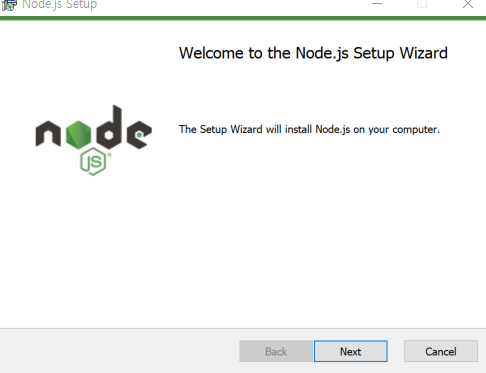 Node.js Setup
Welcome to the Node.js Setup Wizard
node
JS
The Setup Wizard will install Node.js on your computer.
Back
Next
Cancel